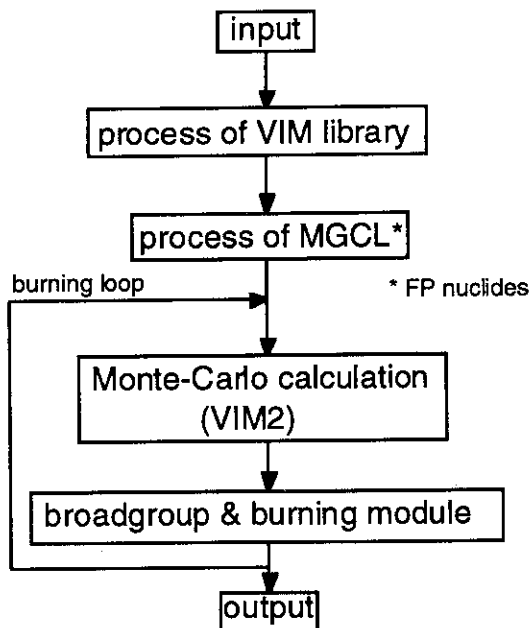 input
process of VIM library
process of MGCL*
burning loop
* FP nuclides
Monte-Carlo calculation
(VIM2)
broadgroup & burning module
output